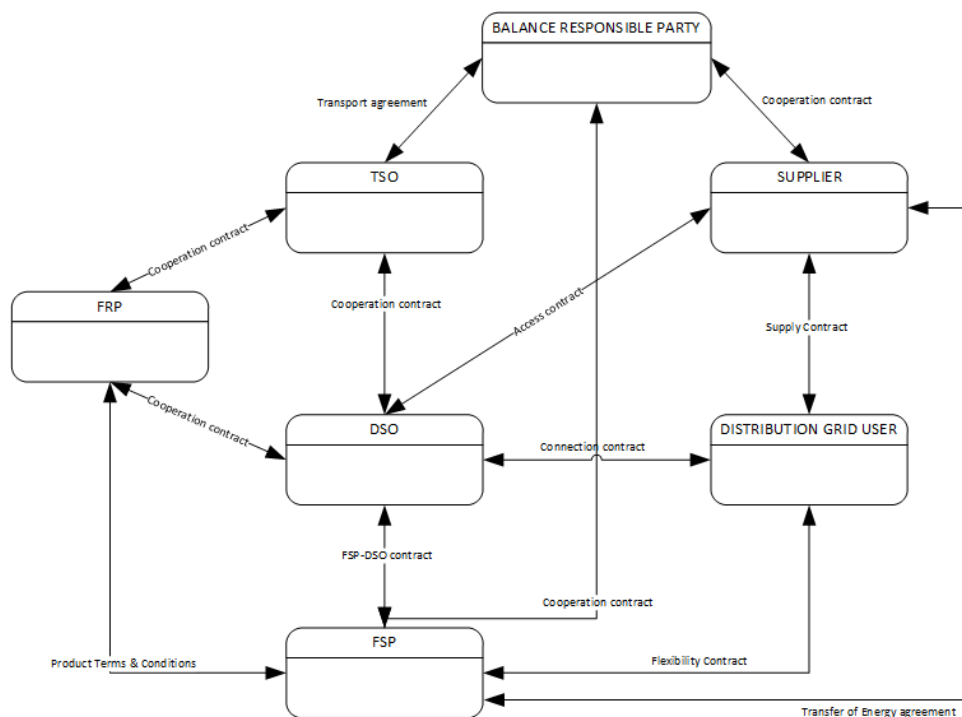 BALANCE RESPONSIBLE PARTY
Transport agreement
Cooperation contract
TSO
SUPPLIER
Cooperation contract
FRP
Cooperation contract
Access contract
Supply Contract
Cooperation contract
DSO
DISTRIBUTION GRID USER
Connection contract
FSP-DSO contract
Cooperation contract
FSP
Product Terms & Conditions
Flexibility Contract
Transfer of Energy agreement